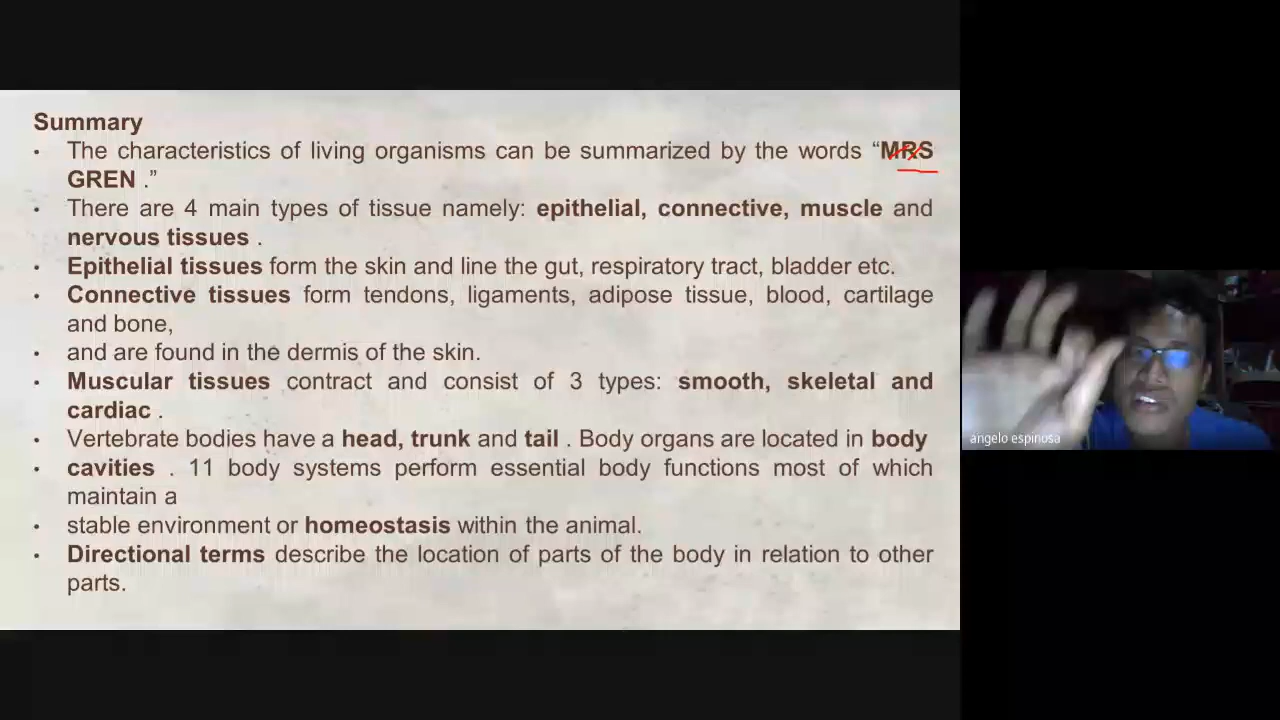 Summary
• The characteristics of living organisms can be summarized by the words “MRS
GREN .”
• There are 4 main types of tissue namely: epithelial, connective, muscle and
nervous tissues .
• Epithelial tissues form the skin and line the gut, respiratory tract, bladder etc.
• Connective tissues form tendons, ligaments, adipose tissue, blood, cartilage
and bone,
• and are found in the dermis of the skin.
• Muscular tissues contract and consist of 3 types: smooth, skeletal and
cardiac .
• Vertebrate bodies have a head, trunk and tail . Body organs are located in body
• cavities . 11 body systems perform essential body functions most of which
maintain a
• stable environment or homeostasis within the animal.
• Directional terms describe the location of parts of the body in relation to other
parts.
angelo espinosa